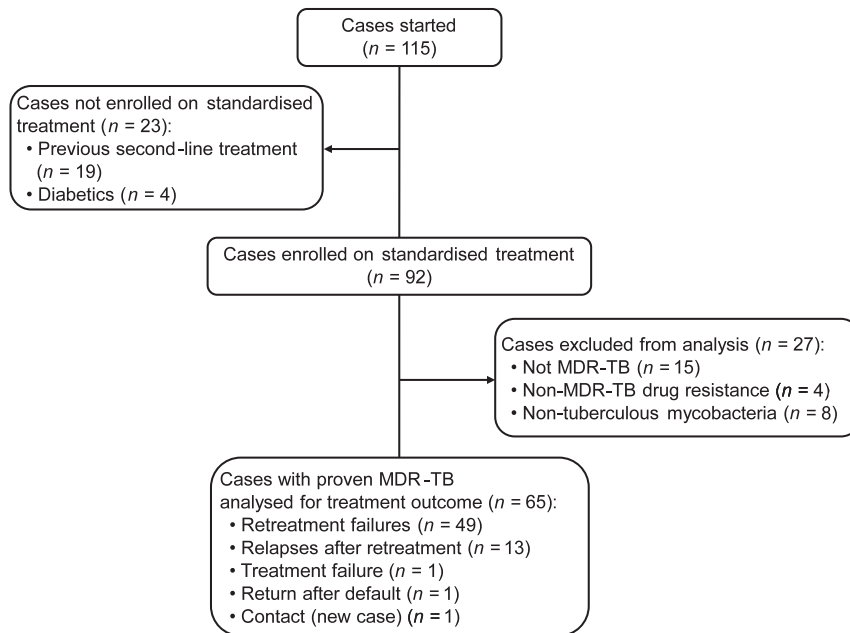 Cases started
(n = 115)
Cases not enrolled on standardised
treatment (n = 23):
• Previous second-line treatment
(n = 19)
• Diabetics (n = 4)
Cases enrolled on standardised treatment
(n = 92)
Cases excluded from analysis (n = 27):
• Not MDR-TB (n = 15)
• Non-MDR-TB drug resistance (n = 4)
• Non-tuberculous mycobacteria (n = 8)
Cases with proven MDR-TB
analysed for treatment outcome (n = 65):
• Retreatment failures (n = 49)
• Relapses after retreatment (n = 13)
• Treatment failure (n = 1)
• Return after default (n = 1)
• Contact (new case) (n = 1)